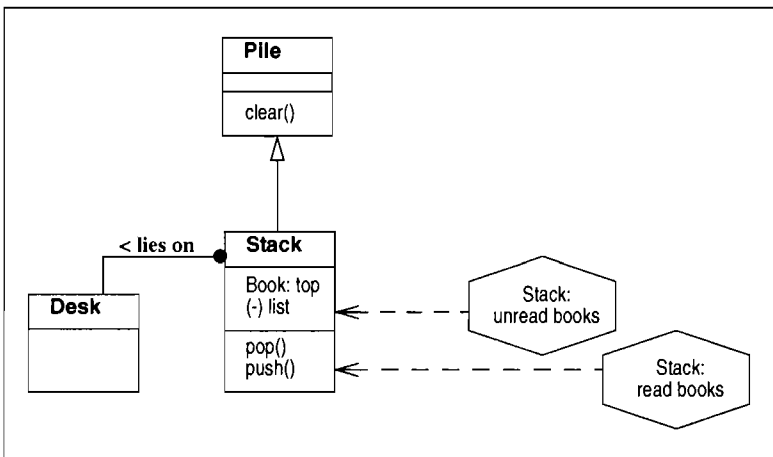 Pile
clear()
< lies on
Stack
Book: top
(-) list
pop()
push()
Desk
Stack:
unread books
Stack:
read books